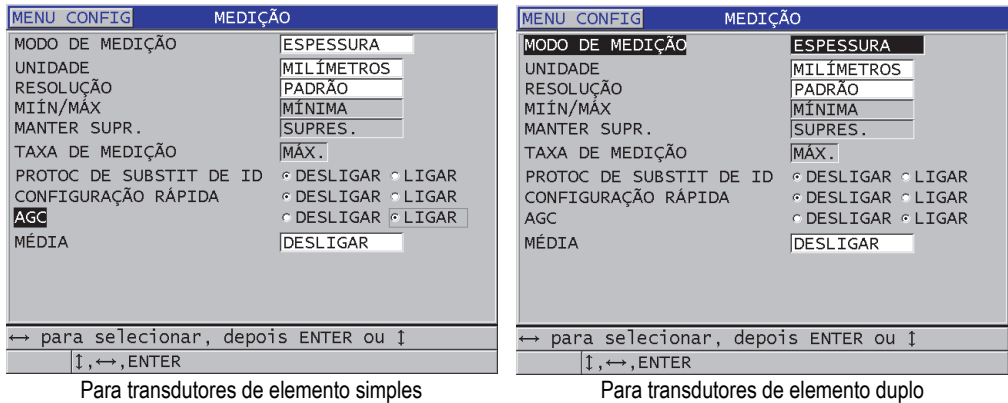 MENU CONFIG MEDIÇÃO
MODO DE MEDIÇÃO ESPESSURA
UNIDADE MILÍMETROS
RESOLUÇÃO PADRÃO
MIÍN/MÁX MÍNIMA
MANTER SUPR. SUPRES.
TAXA DE MEDIÇÃO MÁX.
PROTOC DE SUBSTIT DE ID DESLIGAR LIGAR
CONFIGURAÇÃO RÁPIDA DESLIGAR LIGAR
AGC DESLIGAR LIGAR
MÉDIA DESLIGAR
↔ para selecionar, depois ENTER ou ↕
↕,↔,ENTER
Para transdutores de elemento simples
MENU CONFIG MEDIÇÃO
MODO DE MEDIÇÃO ESPESSURA
UNIDADE MILÍMETROS
RESOLUÇÃO PADRÃO
MIÍN/MÁX MÍNIMA
MANTER SUPR. SUPRES.
TAXA DE MEDIÇÃO MÁX.
PROTOC DE SUBSTIT DE ID DESLIGAR LIGAR
CONFIGURAÇÃO RÁPIDA DESLIGAR LIGAR
AGC DESLIGAR LIGAR
MÉDIA DESLIGAR
↔ para selecionar, depois ENTER ou ↕
↕,↔,ENTER
Para transdutores de elemento duplo